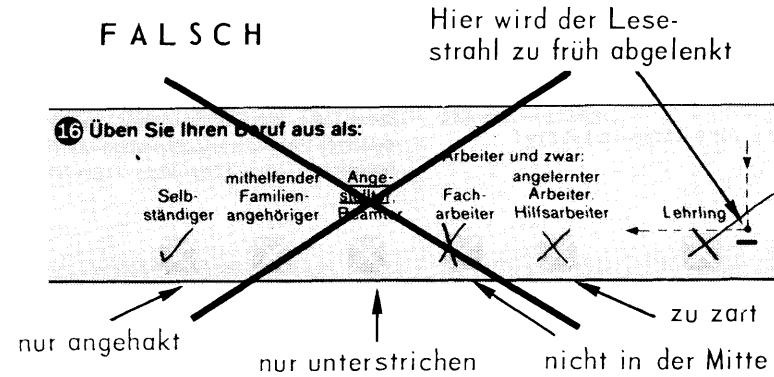 FALSCH
Hier wird der Lese-
strahl zu früh abgelenkt
16 Üben Sie Ihren Beruf aus als:
Selb-
ständiger
mithelfender
Familien-
angehöriger
Ange-
stellter,
Beamter
Arbeiter und zwar:
Fach-
arbeiter
angelernter
Arbeiter,
Hilfsarbeiter
Lehrling
nur angehakt
nur unterstrichen
nicht in der Mitte
zu zart